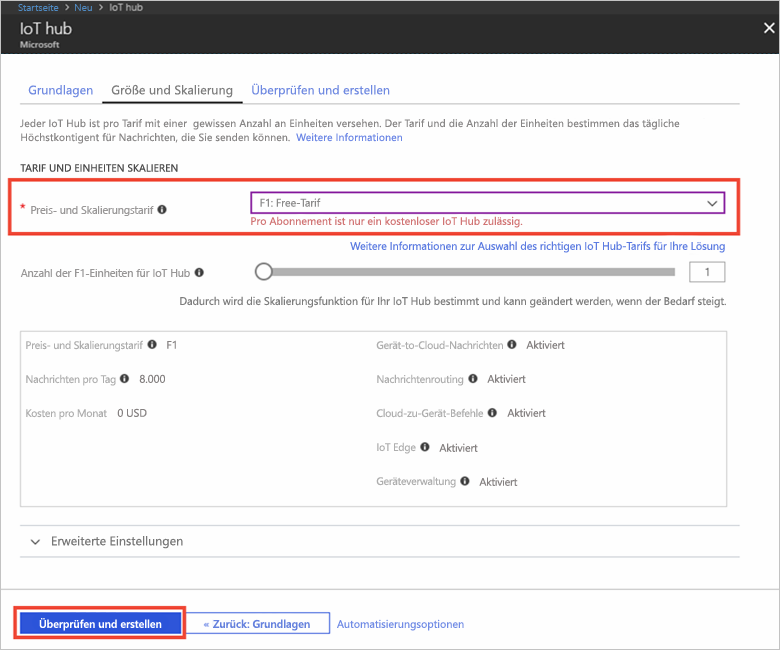 Startseite > Neu > IoT hub
IoT hub
Microsoft
Grundlagen Größe und Skalierung Überprüfen und erstellen
Jeder IoT Hub ist pro Tarif mit einer gewissen Anzahl an Einheiten versehen. Der Tarif und die Anzahl der Einheiten bestimmen das tägliche
Höchstkontigent für Nachrichten, die Sie senden können. Weitere Informationen
TARIF UND EINHEITEN SKALIEREN
* Preis- und Skalierungstarif F1: Free-Tarif
Pro Abonnement ist nur ein kostenloser IoT Hub zulässig.
Weitere Informationen zur Auswahl des richtigen IoT Hub-Tarifs für Ihre Lösung
Anzahl der F1-Einheiten für IoT Hub 1
Dadurch wird die Skalierungsfunktion für Ihr IoT Hub bestimmt und kann geändert werden, wenn der Bedarf steigt.
Preis- und Skalierungstarif F1 Gerät-to-Cloud-Nachrichten Aktiviert
Nachrichten pro Tag 8.000 Nachrichtenrouting Aktiviert
Kosten pro Monat 0 USD Cloud-zu-Gerät-Befehle Aktiviert
IoT Edge Aktiviert
Geräteverwaltung Aktiviert
Erweiterte Einstellungen
Überprüfen und erstellen « Zurück: Grundlagen Automatisierungsoptionen